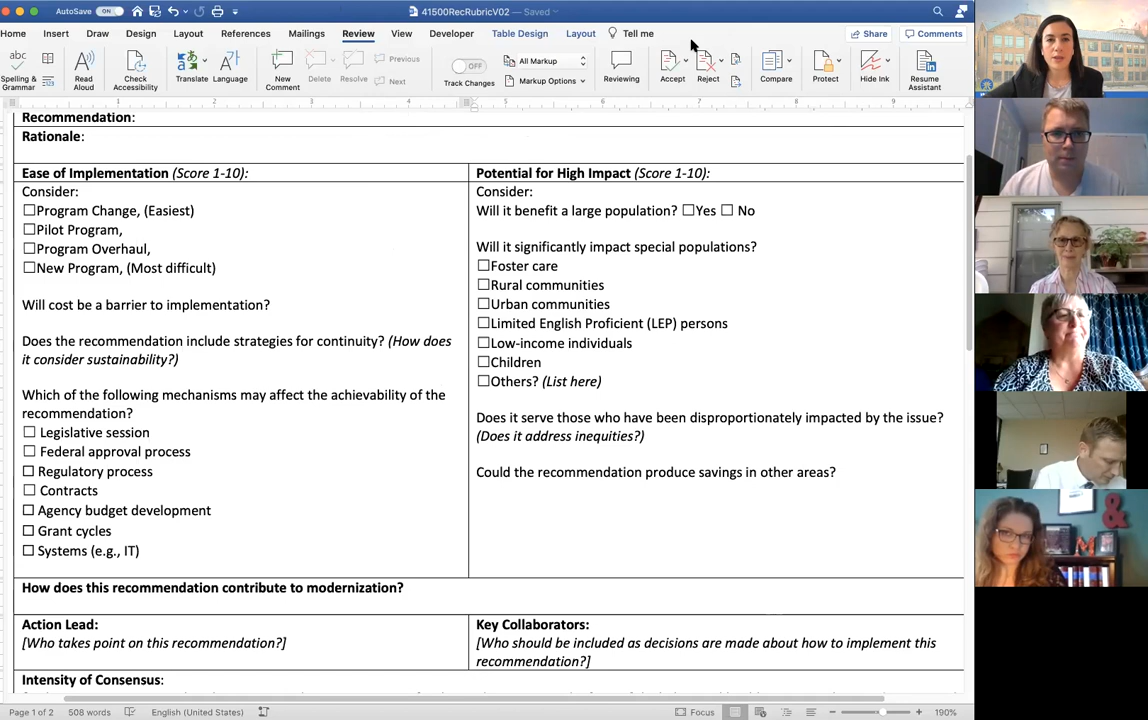 AutoSave ON 41500RecRubricV02 — Saved
Home Insert Draw Design Layout References Mailings Review View Developer Table Design Layout Tell me Share Comments
Spelling & Grammar
Read Aloud
Check Accessibility
Translate
Language
New Comment
Delete
Resolve
Previous
Next
OFF
Track Changes
All Markup
Markup Options
Reviewing
Accept
Reject
Compare
Protect
Hide Ink
Resume Assistant
1 2 3 4 5 6 7 8 9
Recommendation:
Rationale:
Ease of Implementation (Score 1-10):
Consider:
☐Program Change, (Easiest)
☐Pilot Program,
☐Program Overhaul,
☐New Program, (Most difficult)
Will cost be a barrier to implementation?
Does the recommendation include strategies for continuity? (How does
it consider sustainability?)
Which of the following mechanisms may affect the achievability of the
recommendation?
☐ Legislative session
☐ Federal approval process
☐ Regulatory process
☐ Contracts
☐ Agency budget development
☐ Grant cycles
☐ Systems (e.g., IT)
Potential for High Impact (Score 1-10):
Consider:
Will it benefit a large population? ☐Yes ☐ No
Will it significantly impact special populations?
☐Foster care
☐Rural communities
☐Urban communities
☐Limited English Proficient (LEP) persons
☐Low-income individuals
☐Children
☐Others? (List here)
Does it serve those who have been disproportionately impacted by the issue?
(Does it address inequities?)
Could the recommendation produce savings in other areas?
How does this recommendation contribute to modernization?
Action Lead:
[Who takes point on this recommendation?]
Key Collaborators:
[Who should be included as decisions are made about how to implement this
recommendation?]
Intensity of Consensus:
Page 1 of 2 508 words English (United States) Focus 190%
&
M